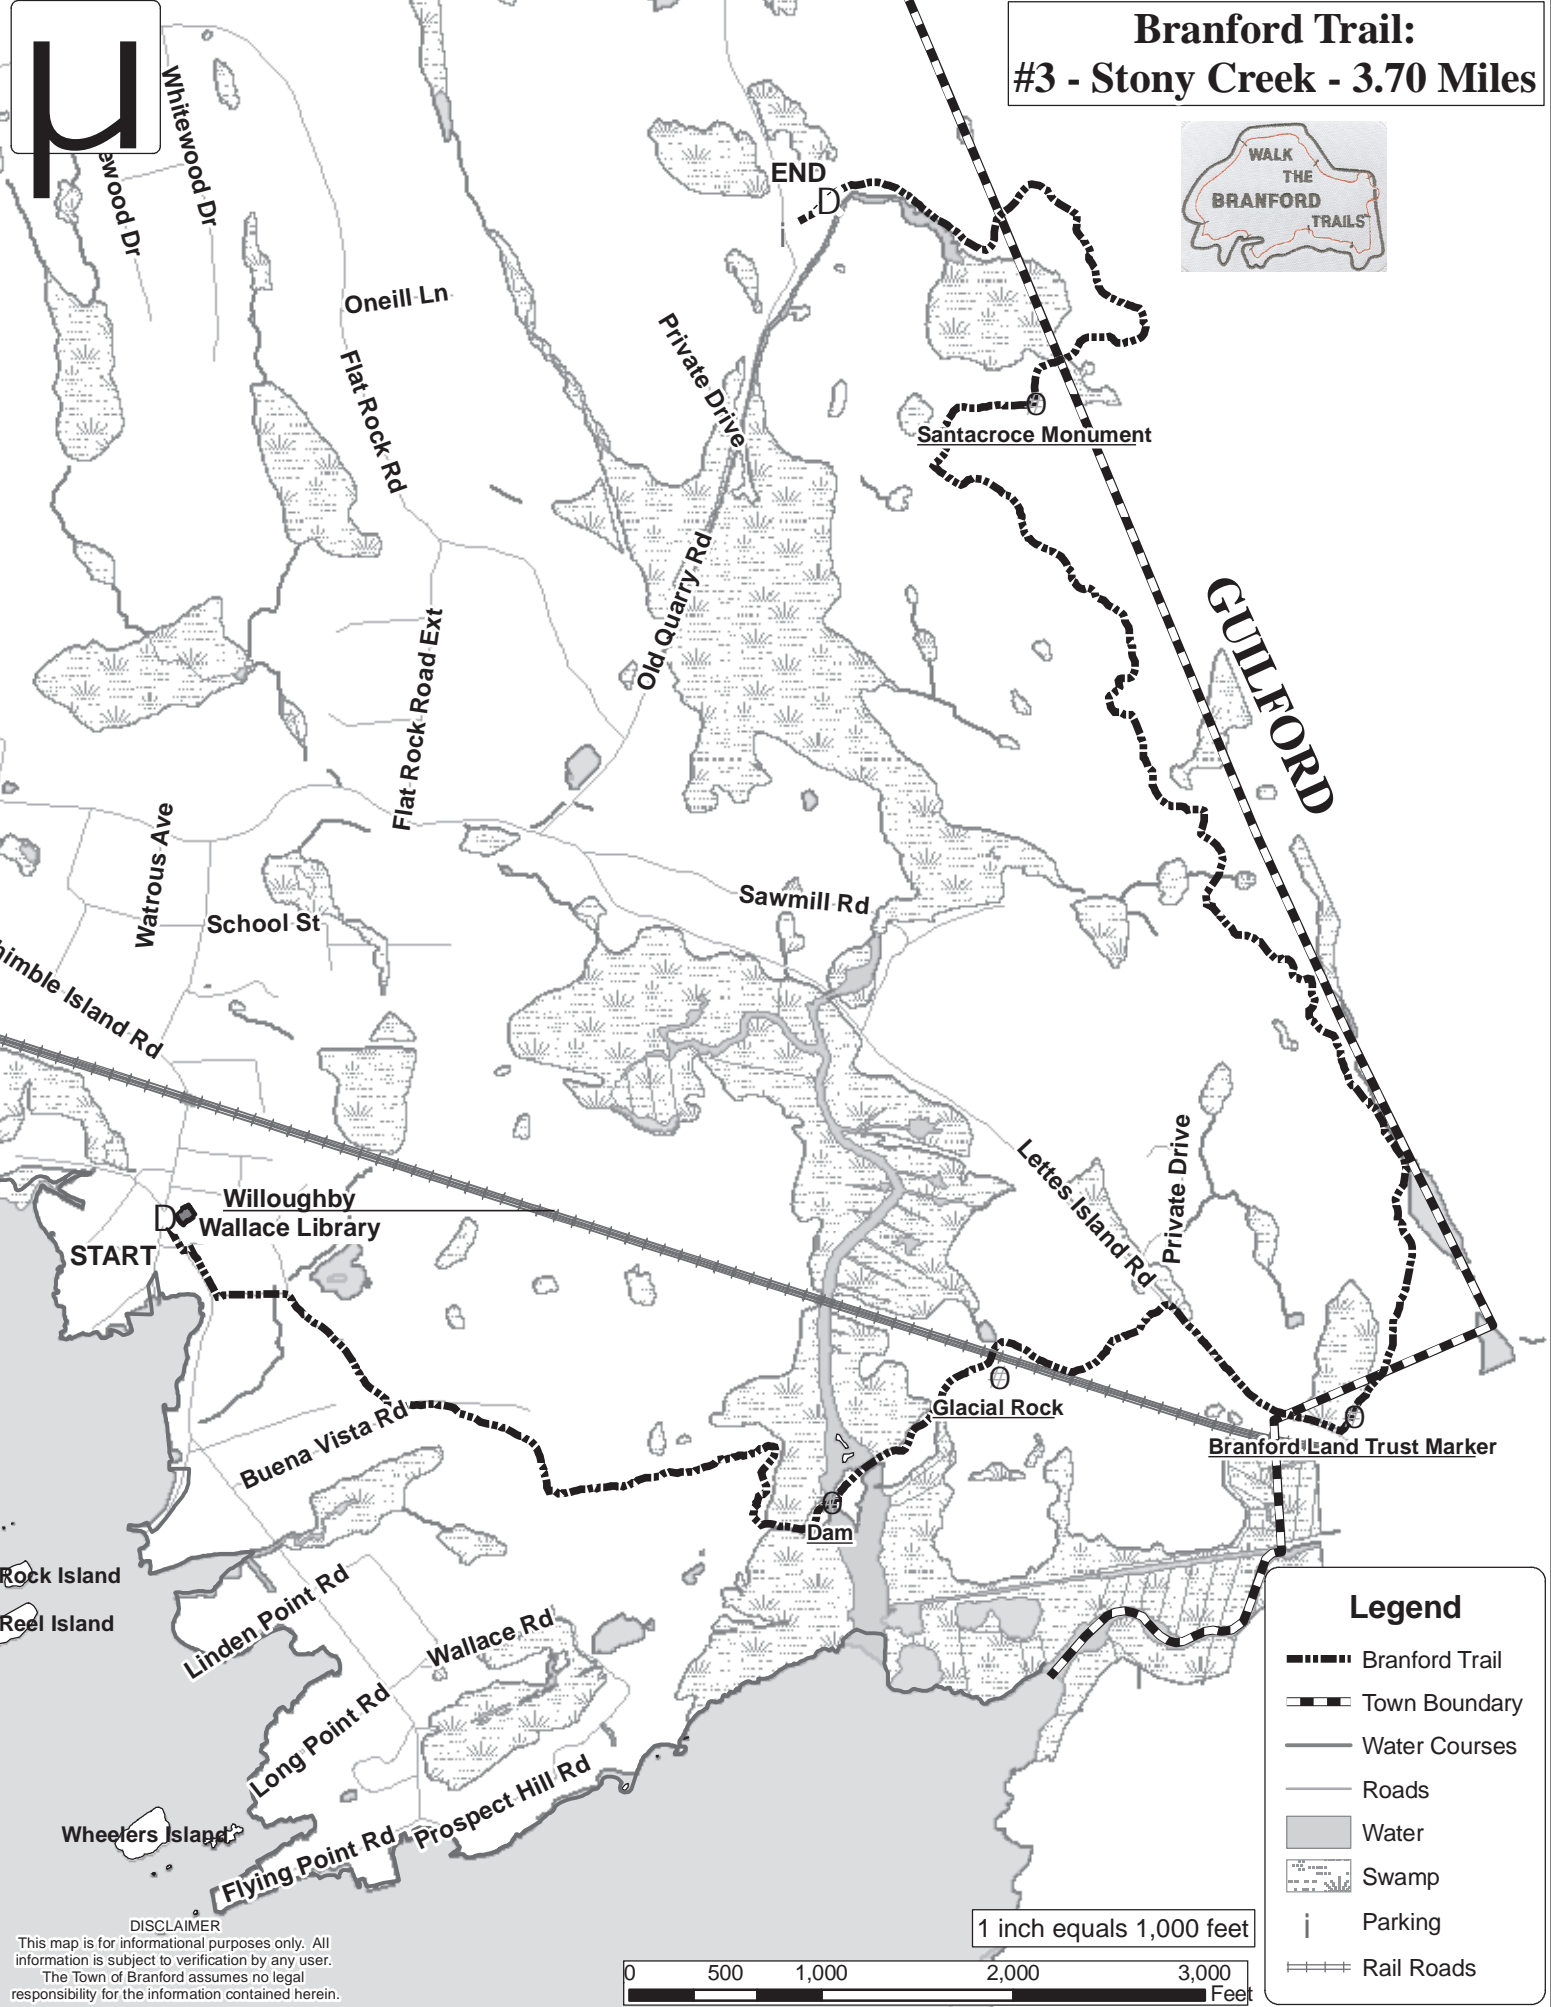 Branford Trail:
#3 - Stony Creek - 3.70 Miles
µ
WALK
THE
BRANFORD
TRAILS
Whitewood Dr
ewood Dr
END
D
i
Oneill Ln
Flat Rock Rd
Private Drive
Santacroce Monument
Old Quarry Rd
GUILFORD
Flat Rock Road Ext
Watrous Ave
School St
Sawmill Rd
himble Island Rd
Lettes Island Rd
Private Drive
Willoughby
Wallace Library
D
START
Glacial Rock
Branford Land Trust Marker
Buena Vista Rd
Dam
Rock Island
Reel Island
Linden Point Rd
Wallace Rd
Long Point Rd
Prospect Hill Rd
Wheelers Island
Flying Point Rd
Legend
Branford Trail
Town Boundary
Water Courses
Roads
Water
Swamp
i Parking
Rail Roads
DISCLAIMER
This map is for informational purposes only. All
information is subject to verification by any user.
The Town of Branford assumes no legal
responsibility for the information contained herein.
1 inch equals 1,000 feet
0 500 1,000 2,000 3,000
Feet